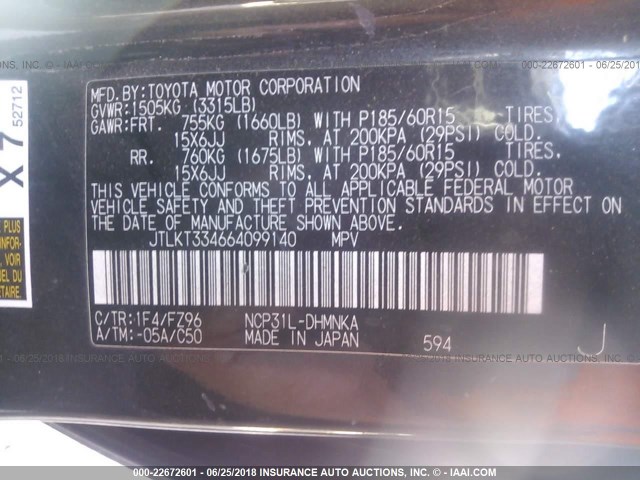 MFD.BY:TOYOTA MOTOR CORPORATION
GVWR:1505KG (3315LB)
GAWR:FRT. 755KG (1660LB) WITH P185/60R15 TIRES,
15X6JJ RIMS, AT 200KPA (29PSI) COLD.
RR. 760KG (1675LB) WITH P185/60R15 TIRES,
15X6JJ RIMS, AT 200KPA (29PSI) COLD.
THIS VEHICLE CONFORMS TO ALL APPLICABLE FEDERAL MOTOR
VEHICLE SAFETY AND THEFT PREVENTION STANDARDS IN EFFECT ON
THE DATE OF MANUFACTURE SHOWN ABOVE.
JTLKT334664099140 MPV
C/TR:1F4/FZ96 NCP31L-DHMNKA
A/TM:-05A/C50 MADE IN JAPAN 594
J
X 7
52712
PLUS
VOIR
000-22672601 - 06/25/2018 INSURANCE AUTO AUCTIONS, INC. - IAAI.COM